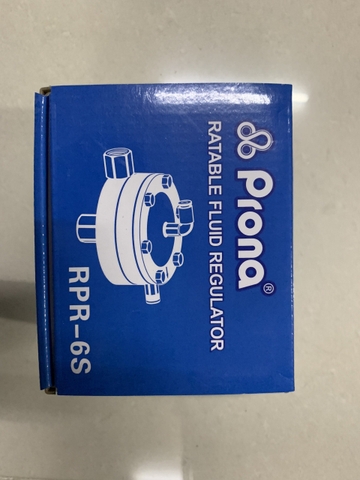 Prona®
RATABLE FLUID REGULATOR
RPR-6S